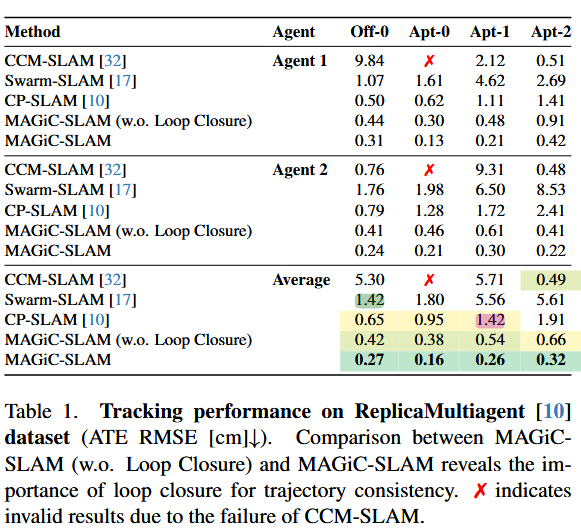 Method Agent Off-0 Apt-0 Apt-1 Apt-2
CCM-SLAM [32] Agent 1 9.84 ✗ 2.12 0.51
Swarm-SLAM [17] 1.07 1.61 4.62 2.69
CP-SLAM [10] 0.50 0.62 1.11 1.41
MAGiC-SLAM (w.o. Loop Closure) 0.44 0.30 0.48 0.91
MAGiC-SLAM 0.31 0.13 0.21 0.42
CCM-SLAM [32] Agent 2 0.76 ✗ 9.31 0.48
Swarm-SLAM [17] 1.76 1.98 6.50 8.53
CP-SLAM [10] 0.79 1.28 1.72 2.41
MAGiC-SLAM (w.o. Loop Closure) 0.41 0.46 0.61 0.41
MAGiC-SLAM 0.24 0.21 0.30 0.22
CCM-SLAM [32] Average 5.30 ✗ 5.71 0.49
Swarm-SLAM [17] 1.42 1.80 5.56 5.61
CP-SLAM [10] 0.65 0.95 1.42 1.91
MAGiC-SLAM (w.o. Loop Closure) 0.42 0.38 0.54 0.66
MAGiC-SLAM 0.27 0.16 0.26 0.32
Table 1. Tracking performance on ReplicaMultiagent [10]
dataset (ATE RMSE [cm]↓). Comparison between MAGiC-
SLAM (w.o. Loop Closure) and MAGiC-SLAM reveals the im-
portance of loop closure for trajectory consistency. ✗ indicates
invalid results due to the failure of CCM-SLAM.